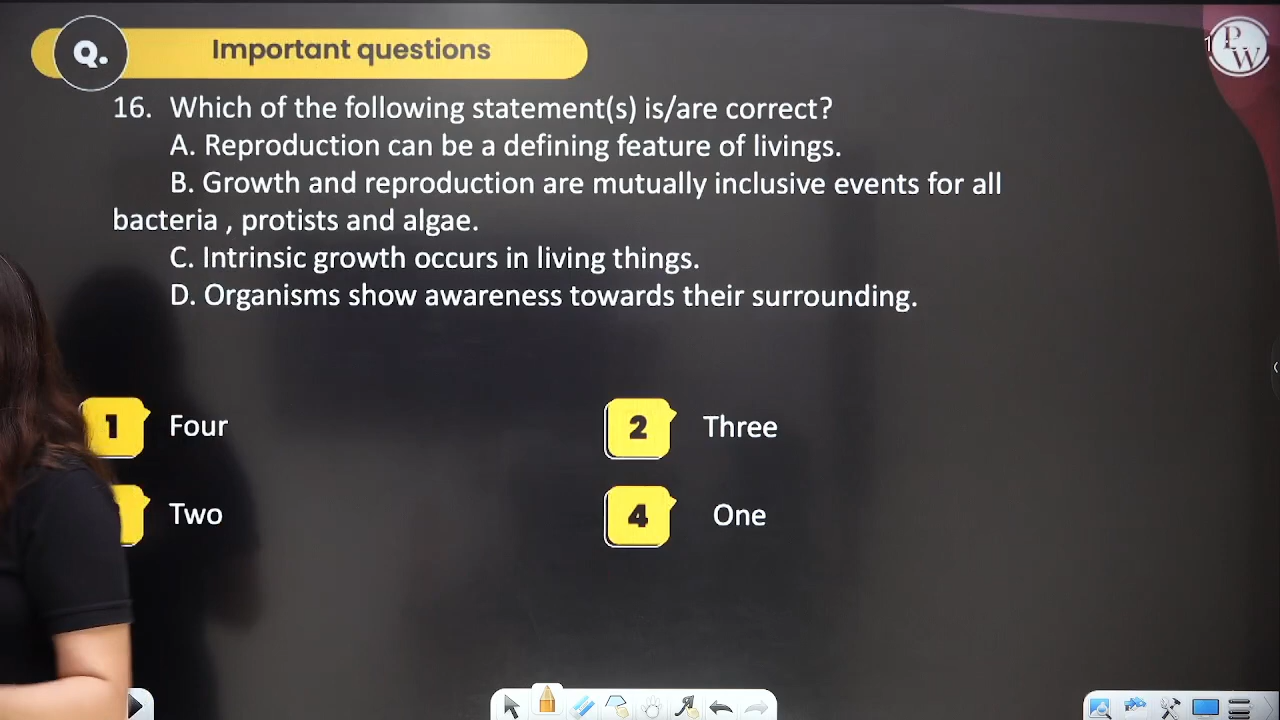 Q. Important questions
PW
16. Which of the following statement(s) is/are correct?
A. Reproduction can be a defining feature of livings.
B. Growth and reproduction are mutually inclusive events for all
bacteria , protists and algae.
C. Intrinsic growth occurs in living things.
D. Organisms show awareness towards their surrounding.
1 Four
2 Three
Two
4 One